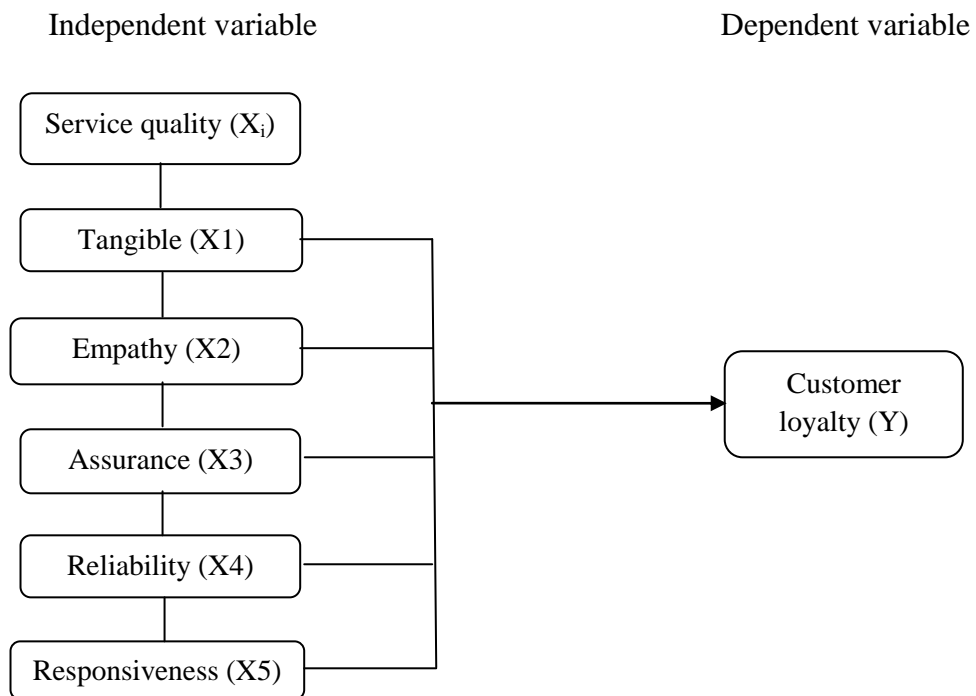 Independent variable
Dependent variable
Service quality (Xi)
Tangible (X1)
Empathy (X2)
Assurance (X3)
Reliability (X4)
Responsiveness (X5)
Customer
loyalty (Y)